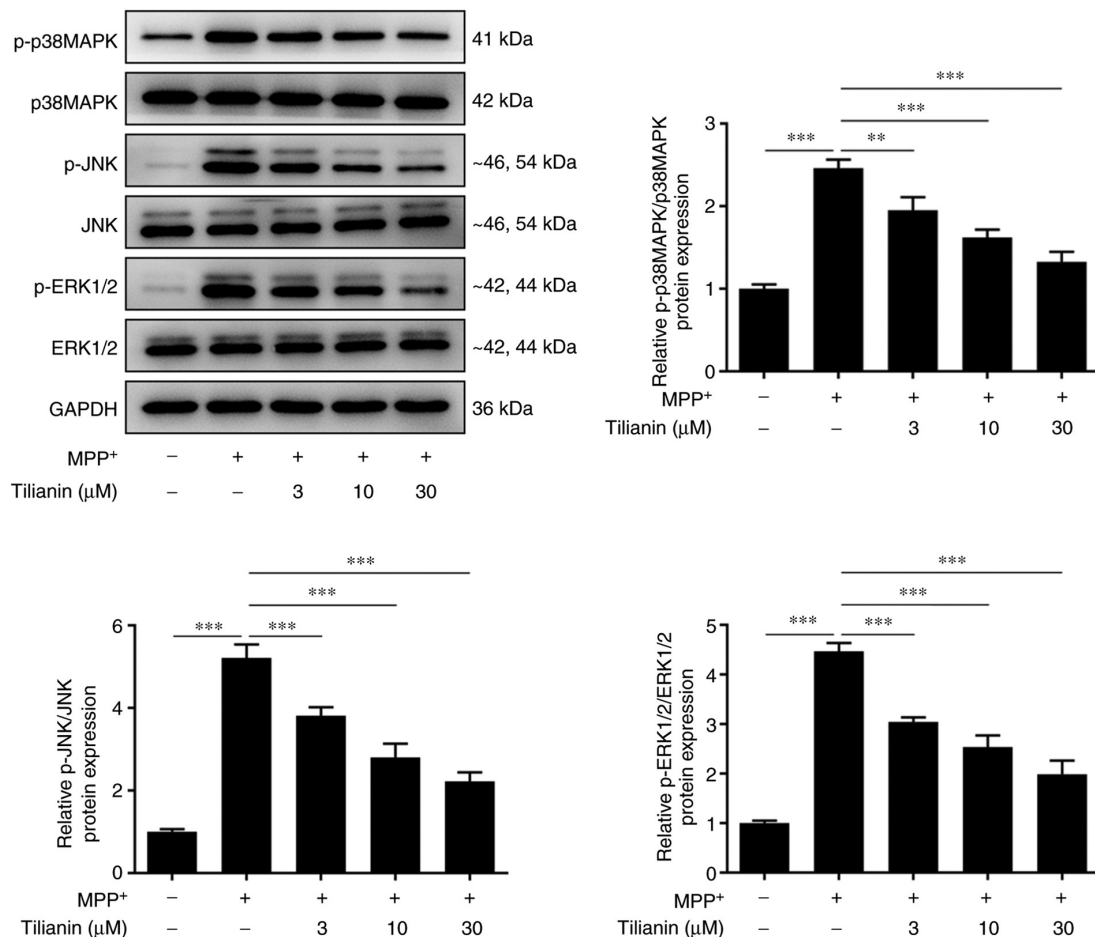 p-p38MAPK 41 kDa
p38MAPK 42 kDa
p-JNK ~46, 54 kDa
JNK ~46, 54 kDa
p-ERK1/2 ~42, 44 kDa
ERK1/2 ~42, 44 kDa
GAPDH 36 kDa
MPP⁺ – + + + +
Tilianin (μM) – – 3 10 30
Relative p-p38MAPK/p38MAPK
protein expression
***
***
*** **
3
2
1
0
MPP⁺ – + + + +
Tilianin (μM) – – 3 10 30
Relative p-JNK/JNK
protein expression
***
***
*** ***
6
4
2
0
MPP⁺ – + + + +
Tilianin (μM) – – 3 10 30
Relative p-ERK1/2/ERK1/2
protein expression
***
***
*** ***
5
4
3
2
1
0
MPP⁺ – + + + +
Tilianin (μM) – – 3 10 30